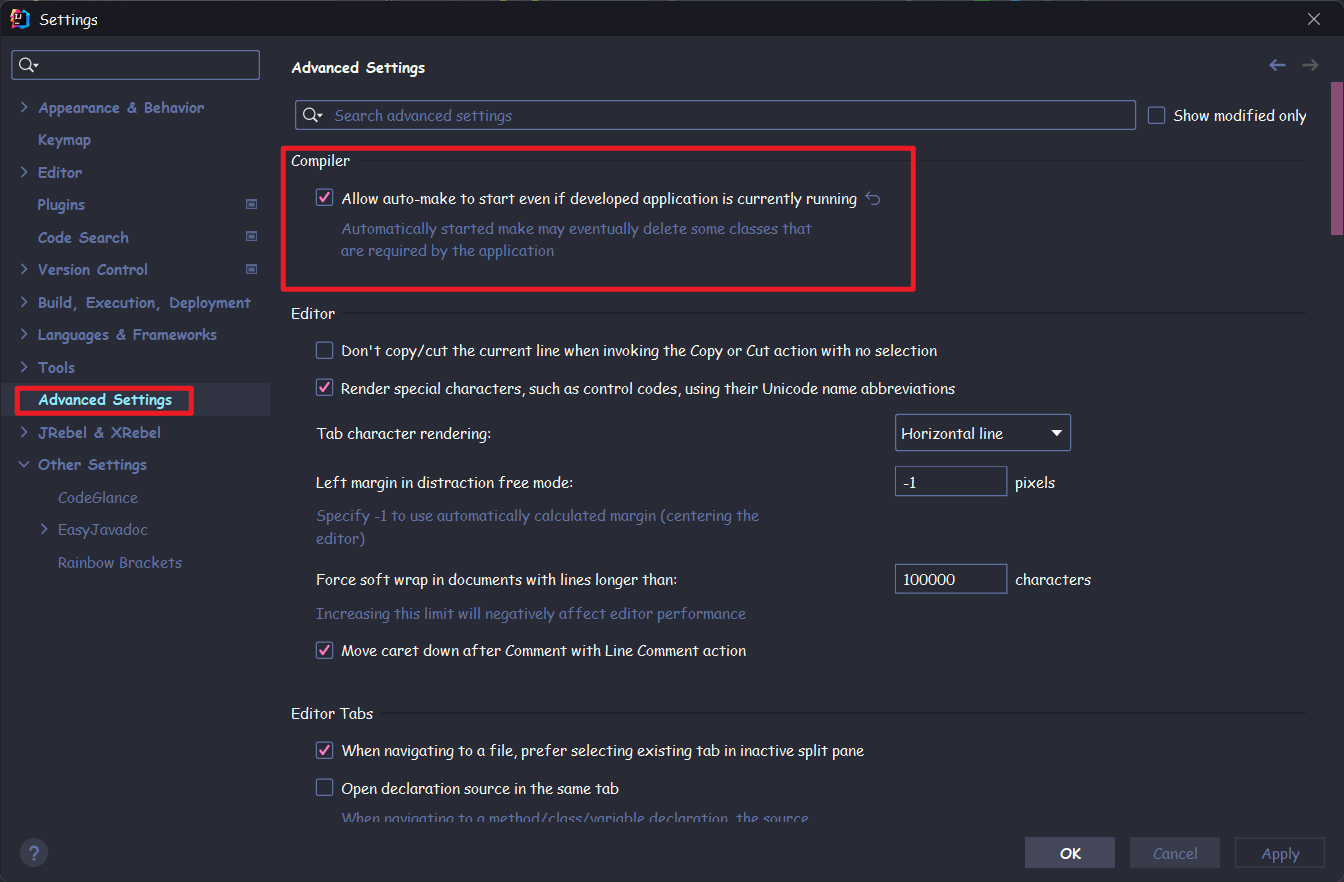 Settings
Advanced Settings
Search advanced settings
Show modified only
Appearance & Behavior
Keymap
Editor
Plugins
Code Search
Version Control
Build, Execution, Deployment
Languages & Frameworks
Tools
Advanced Settings
JRebel & XRebel
Other Settings
CodeGlance
EasyJavadoc
Rainbow Brackets
Compiler
Allow auto-make to start even if developed application is currently running
Automatically started make may eventually delete some classes that
are required by the application
Editor
Don't copy/cut the current line when invoking the Copy or Cut action with no selection
Render special characters, such as control codes, using their Unicode name abbreviations
Tab character rendering:
Horizontal line
Left margin in distraction free mode:
-1
pixels
Specify -1 to use automatically calculated margin (centering the
editor)
Force soft wrap in documents with lines longer than:
100000
characters
Increasing this limit will negatively affect editor performance
Move caret down after Comment with Line Comment action
Editor Tabs
When navigating to a file, prefer selecting existing tab in inactive split pane
Open declaration source in the same tab
When navigating to a method/class/variable declaration, the source
?
OK
Cancel
Apply